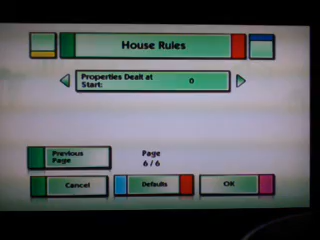 House Rules
Properties Dealt at
Start: 0
Previous
Page
Page
6 / 6
Cancel
Defaults
OK